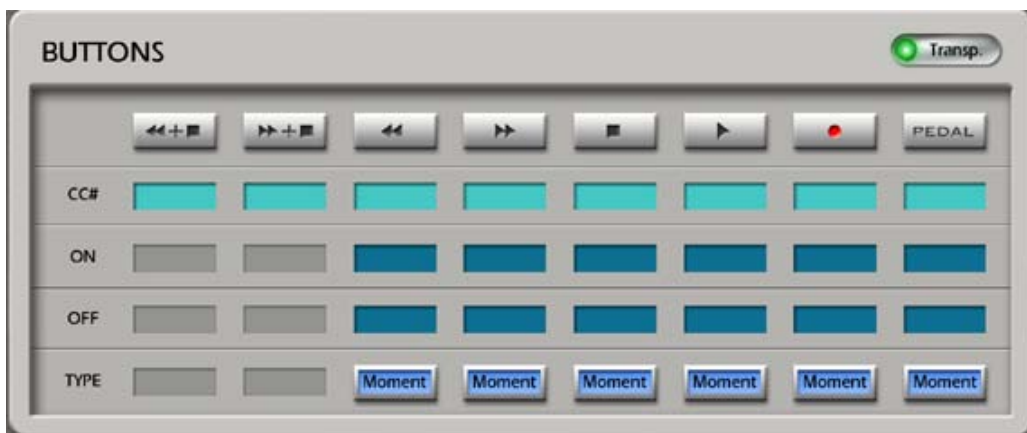 BUTTONS
Transp.
PEDAL
CC#
ON
OFF
TYPE Moment Moment Moment Moment Moment Moment